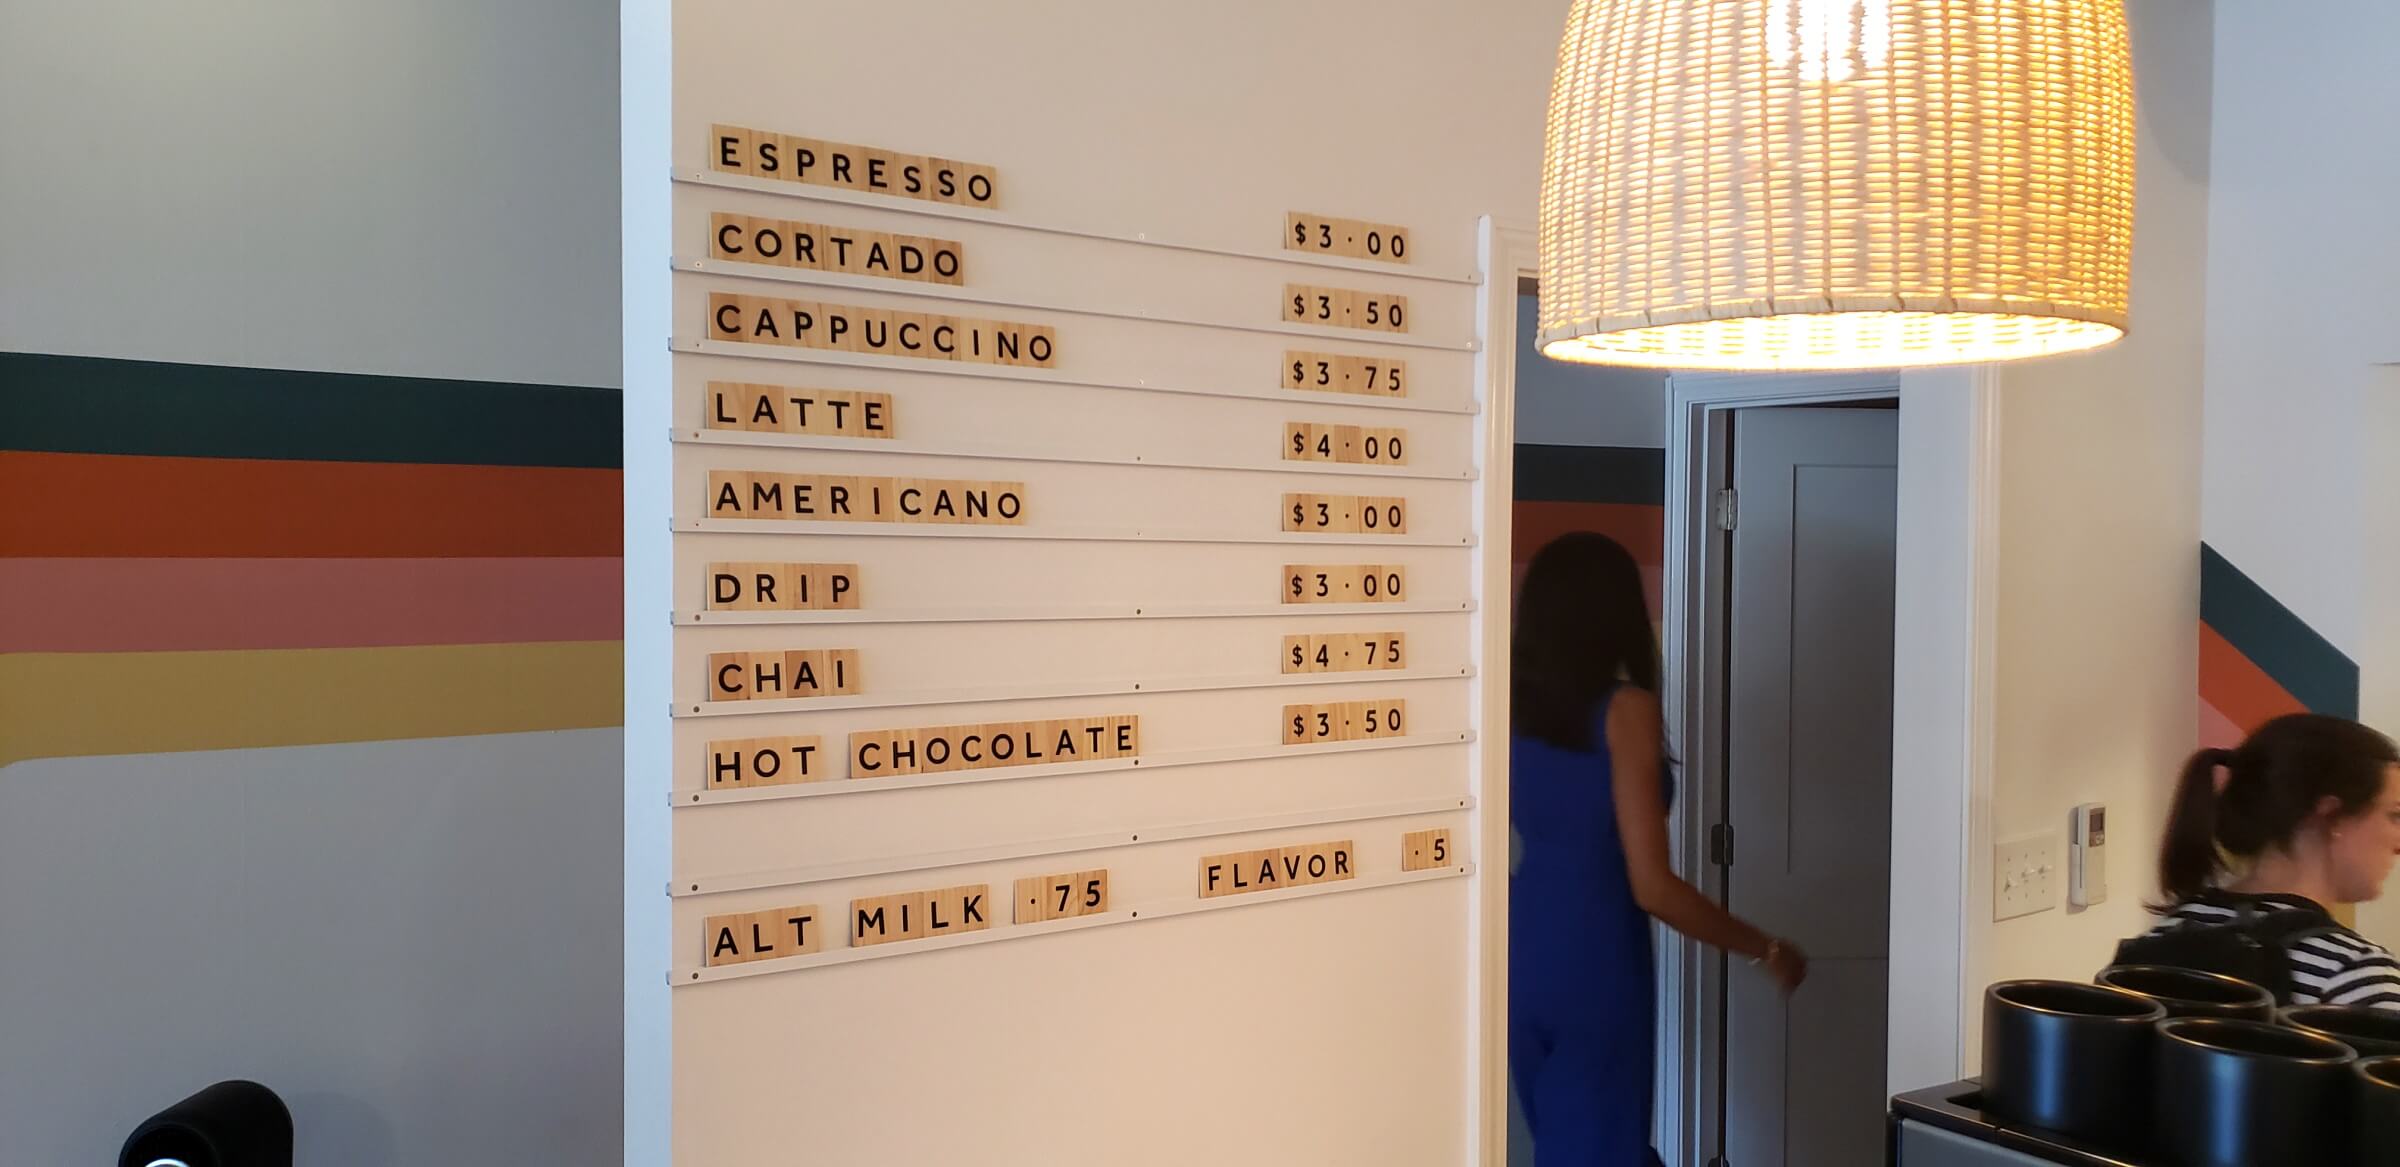 ESPRESSO $3.00
CORTADO $3.50
CAPPUCCINO $3.75
LATTE $4.00
AMERICANO $3.00
DRIP $3.00
CHAI $4.75
HOT CHOCOLATE $3.50
ALT MILK .75 FLAVOR .5